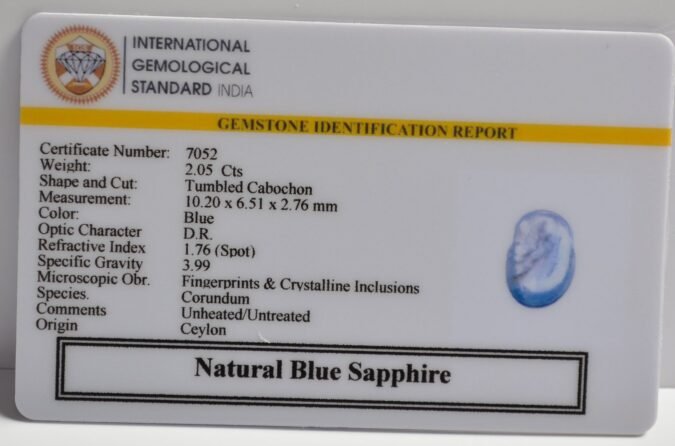 IGS
INTERNATIONAL
GEMOLOGICAL
STANDARD INDIA
GEMSTONE IDENTIFICATION REPORT
Certificate Number: 7052
Weight: 2.05 Cts
Shape and Cut: Tumbled Cabochon
Measurement: 10.20 x 6.51 x 2.76 mm
Color: Blue
Optic Character D.R.
Refractive Index 1.76 (Spot)
Specific Gravity 3.99
Microscopic Obr. Fingerprints & Crystalline Inclusions
Species. Corundum
Comments Unheated/Untreated
Origin Ceylon
Natural Blue Sapphire